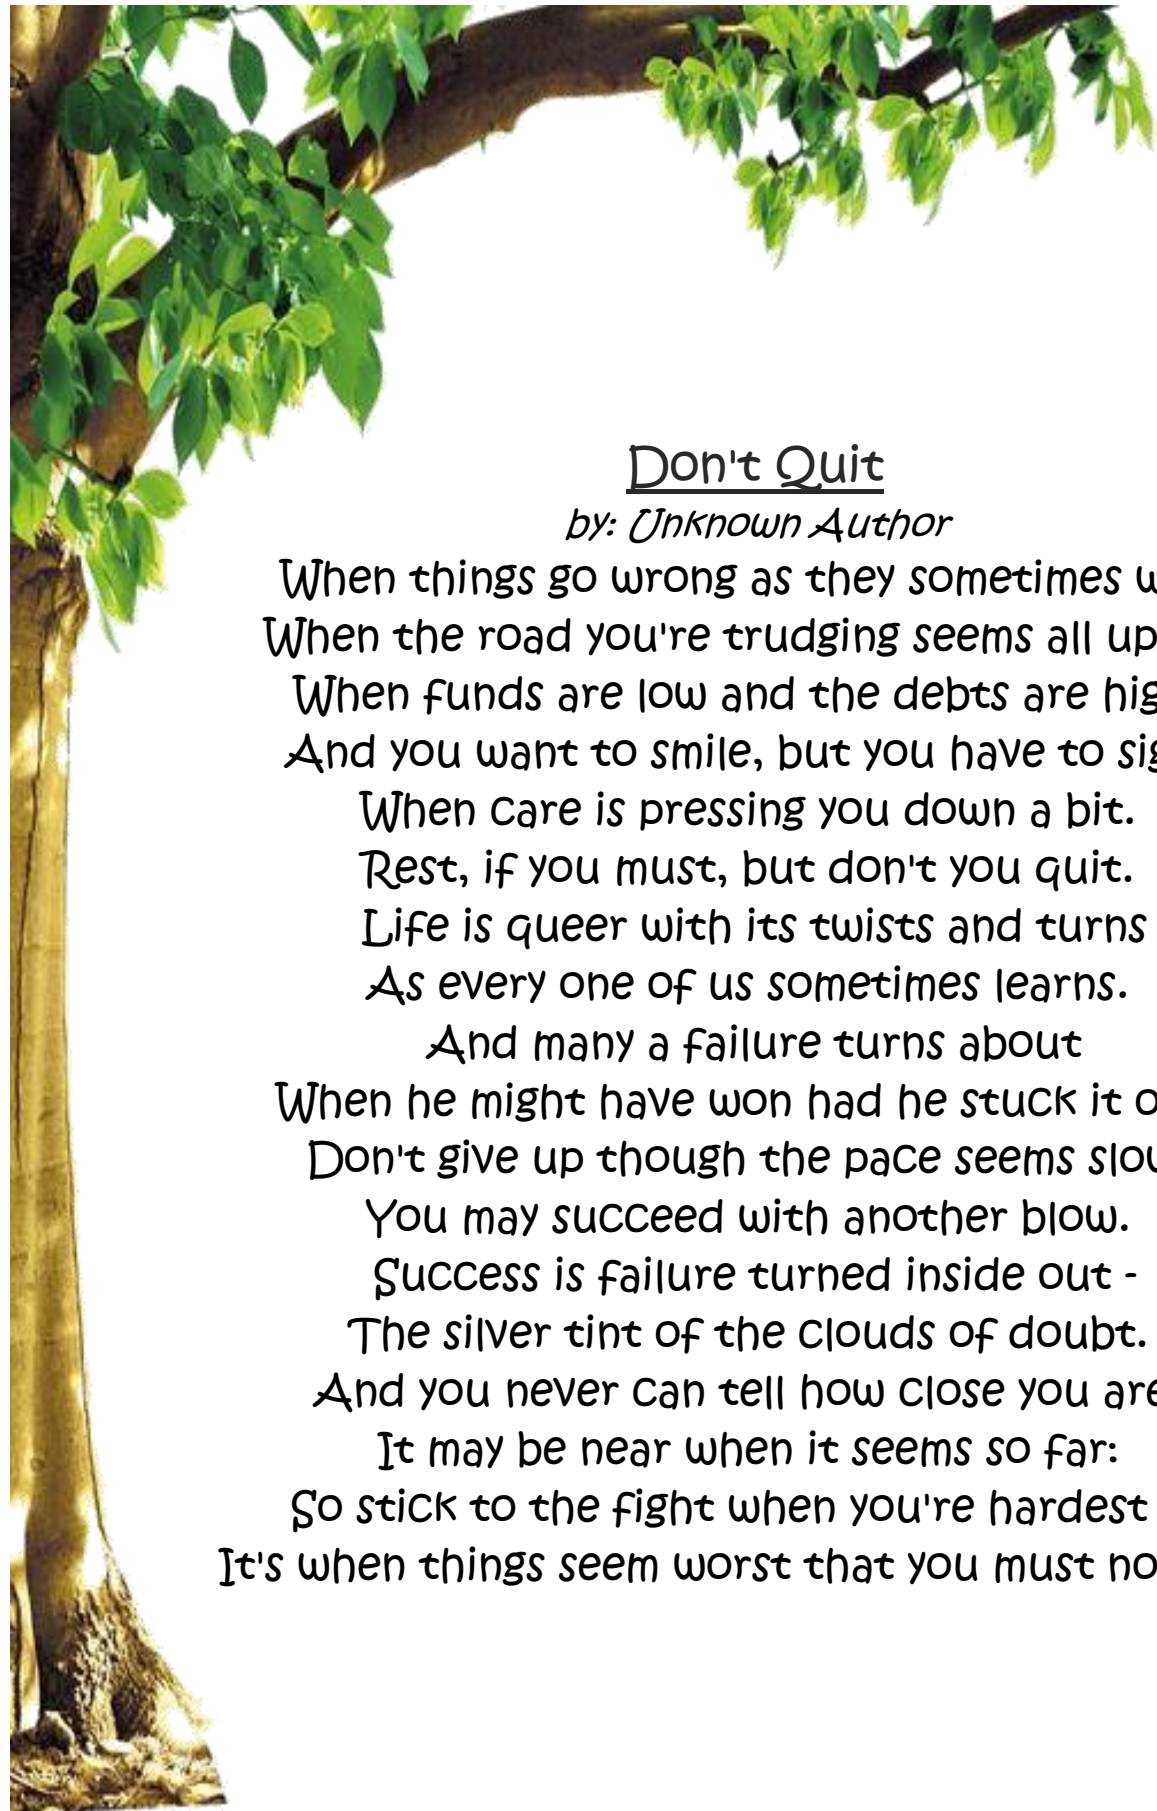 Don't Quit
by: Unknown Author
When things go wrong as they sometimes
When the road you're trudging seems all up
When funds are low and the debts are
And you want to smile, but you have to
When care is pressing you down a bit.
Rest, if you must, but don't you quit.
Life is queer with its twists and turns
As every one of us sometimes learns.
And many a failure turns about
When he might have won had he stuck it
Don't give up though the pace seems
You may succeed with another blow.
Success is failure turned inside out -
The silver tint of the clouds of doubt.
And you never can tell how close you are
It may be near when it seems so far:
So stick to the fight when you're hardest
It's when things seem worst that you must